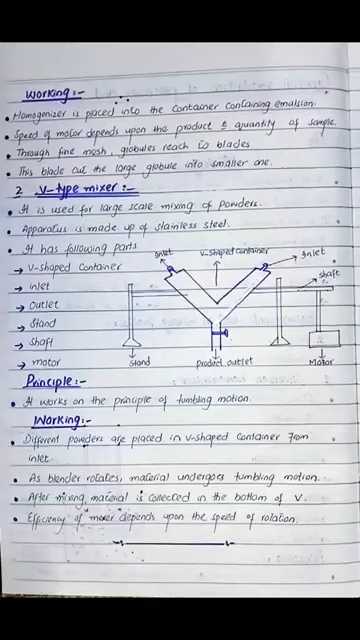 Working :-
• Homogenizer is placed into the container containing emulsion.
• Speed of motor depends upon the product & quantity of sample.
• Through fine mesh, globules reach to blades
• This blade cut the large globule into smaller one.
2 V-type mixer :-
• It is used for large scale mixing of powders.
• Apparatus is made up of stainless steel.
• It has following parts
Inlet V-shaped container Inlet
→ V-shaped container
→ inlet
shaft
→ outlet
→ Stand
→ Shaft
→ motor
Stand product outlet Motor
Principle :-
• It works on the principle of tumbling motion.
Working :-
• Different powders are placed in V-shaped container from
inlet.
• As blender rotates, material undergoes tumbling motion.
• After mixing, material is collected in the bottom of V.
• Efficiency of mixer depends upon the speed of rotation.